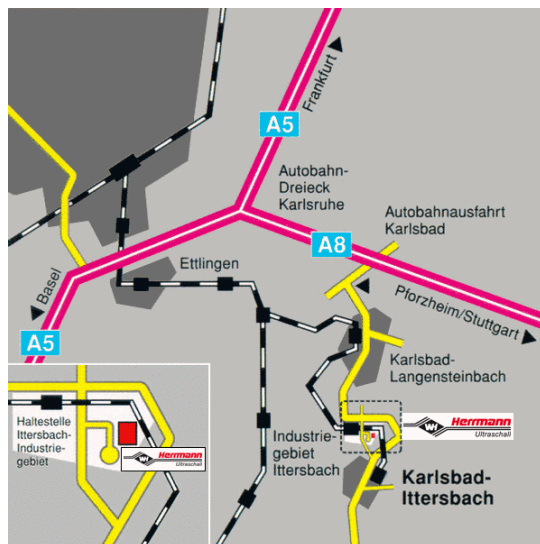 Frankfurt
A5
Autobahn-
Dreieck
Karlsruhe
Autobahnausfahrt
Karlsbad
A8
Ettlingen
Basel
Pforzheim/Stuttgart
A5
Karlsbad-
Langensteinbach
Haltestelle
Ittersbach-
Industrie-
gebiet
Herrmann
Ultraschall
Industrie-
gebiet
Ittersbach
Herrmann
Ultraschall
Karlsbad-
Ittersbach